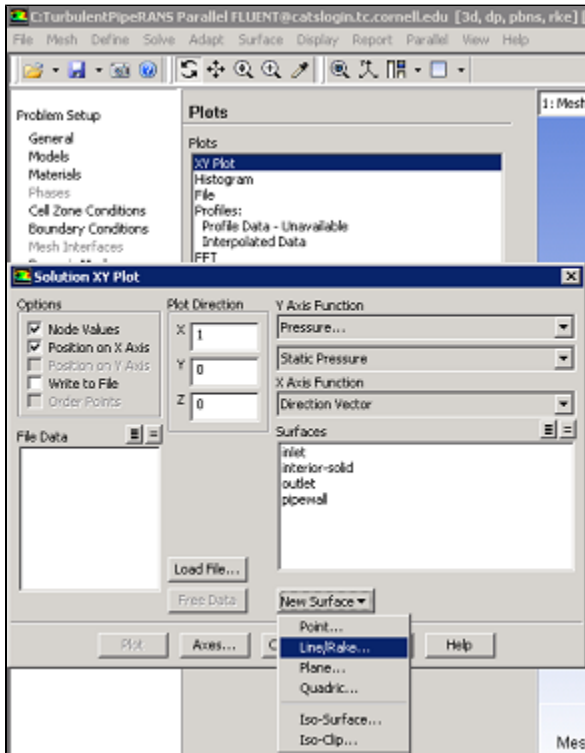 C:TurbulentPipeRANS Parallel FLUENT@catslogin.tc.cornell.edu [3d, dp, pbns, rke]
File Mesh Define Solve Adapt Surface Display Report Parallel View Help
Problem Setup
General
Models
Materials
Phases
Cell Zone Conditions
Boundary Conditions
Mesh Interfaces
Plots
Plots
XY Plot
Histogram
File
Profiles:
Profile Data - Unavailable
Interpolated Data
FFT
1: Mesh
Solution XY Plot
Options
Node Values
Position on X Axis
Position on Y Axis
Write to File
Order Points
Plot Direction
X 1
Y 0
Z 0
Y Axis Function
Pressure...
Static Pressure
X Axis Function
Direction Vector
File Data
Surfaces
inlet
interior-solid
outlet
pipewall
Load File...
Free Data
New Surface
Point...
Line/Rake...
Plane...
Quadric...
Iso-Surface...
Iso-Clip...
Plot
Axes...
C
Help
Mes